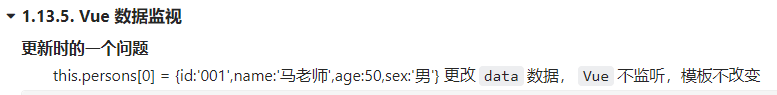 1.13.5. Vue 数据监视
更新时的一个问题
this.persons[0] = {id:'001',name:'马老师',age:50,sex:'男'} 更改 data 数据， Vue 不监听，模板不改变